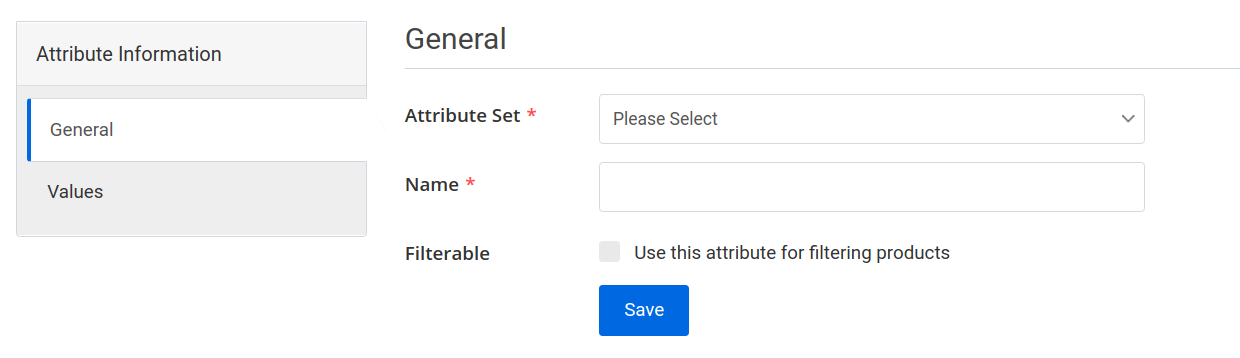 Attribute Information
General
Values
General
Attribute Set *
Please Select
Name *
Filterable
Use this attribute for filtering products
Save